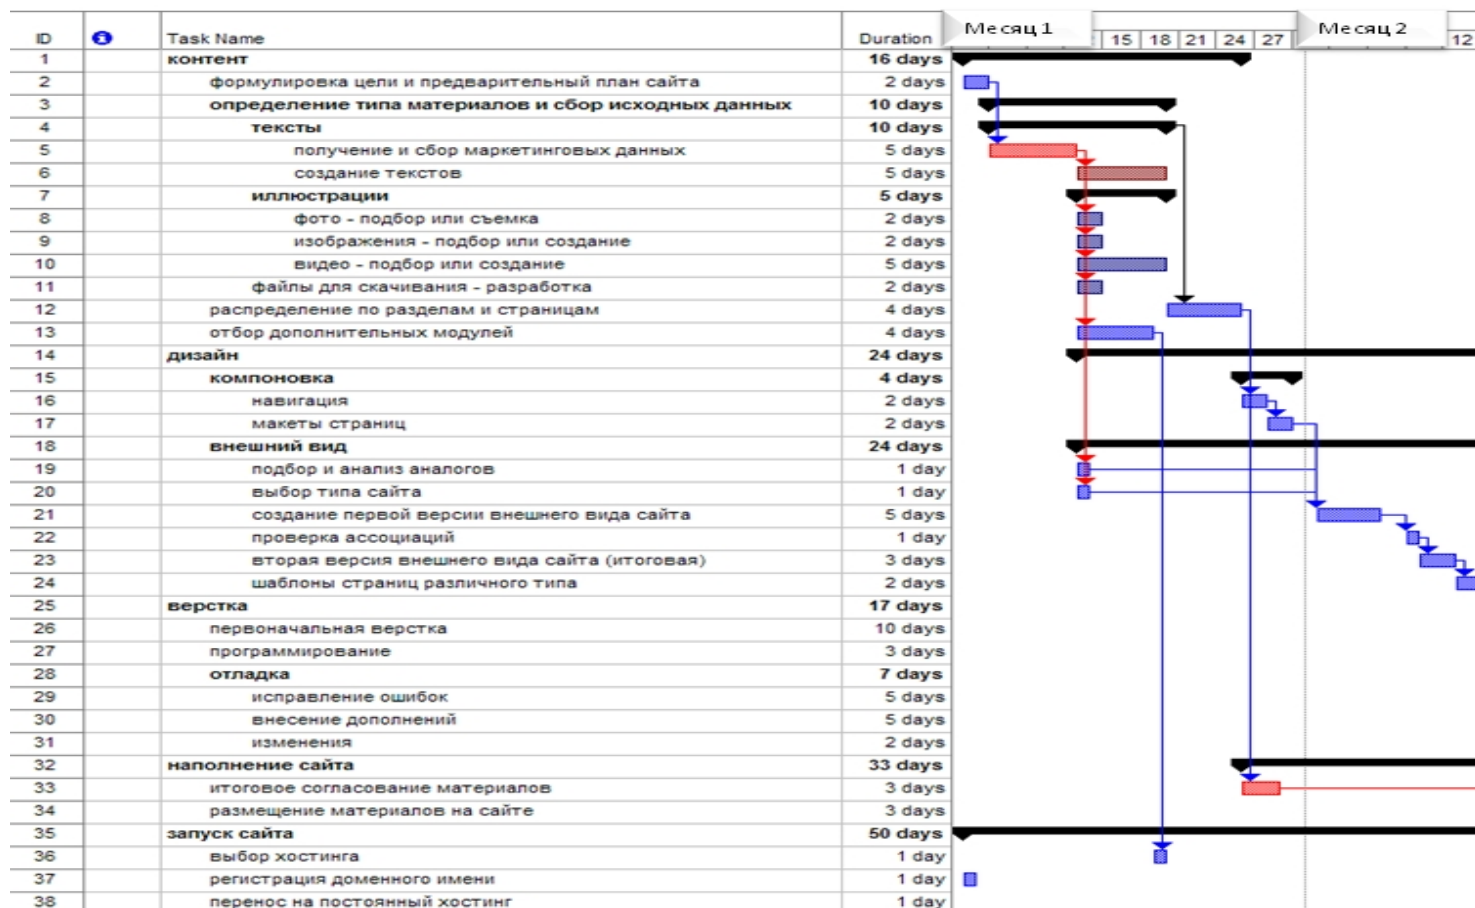 Месяц 1 Месяц 2
ID Task Name Duration 15 18 21 24 27 12
1 контент 16 days
2 формулировка цели и предварительный план сайта 2 days
3 определение типа материалов и сбор исходных данных 10 days
4 тексты 10 days
5 получение и сбор маркетинговых данных 5 days
6 создание текстов 5 days
7 иллюстрации 5 days
8 фото - подбор или съемка 2 days
9 изображения - подбор или создание 2 days
10 видео - подбор или создание 5 days
11 файлы для скачивания - разработка 2 days
12 распределение по разделам и страницам 4 days
13 отбор дополнительных модулей 4 days
14 дизайн 24 days
15 компоновка 4 days
16 навигация 2 days
17 макеты страниц 2 days
18 внешний вид 24 days
19 подбор и анализ аналогов 1 day
20 выбор типа сайта 1 day
21 создание первой версии внешнего вида сайта 5 days
22 проверка ассоциаций 1 day
23 вторая версия внешнего вида сайта (итоговая) 3 days
24 шаблоны страниц различного типа 2 days
25 верстка 17 days
26 первоначальная верстка 10 days
27 программирование 3 days
28 отладка 7 days
29 исправление ошибок 5 days
30 внесение дополнений 5 days
31 изменения 2 days
32 наполнение сайта 33 days
33 итоговое согласование материалов 3 days
34 размещение материалов на сайте 3 days
35 запуск сайта 50 days
36 выбор хостинга 1 day
37 регистрация доменного имени 1 day
38 перенос на постоянный хостинг 1 day